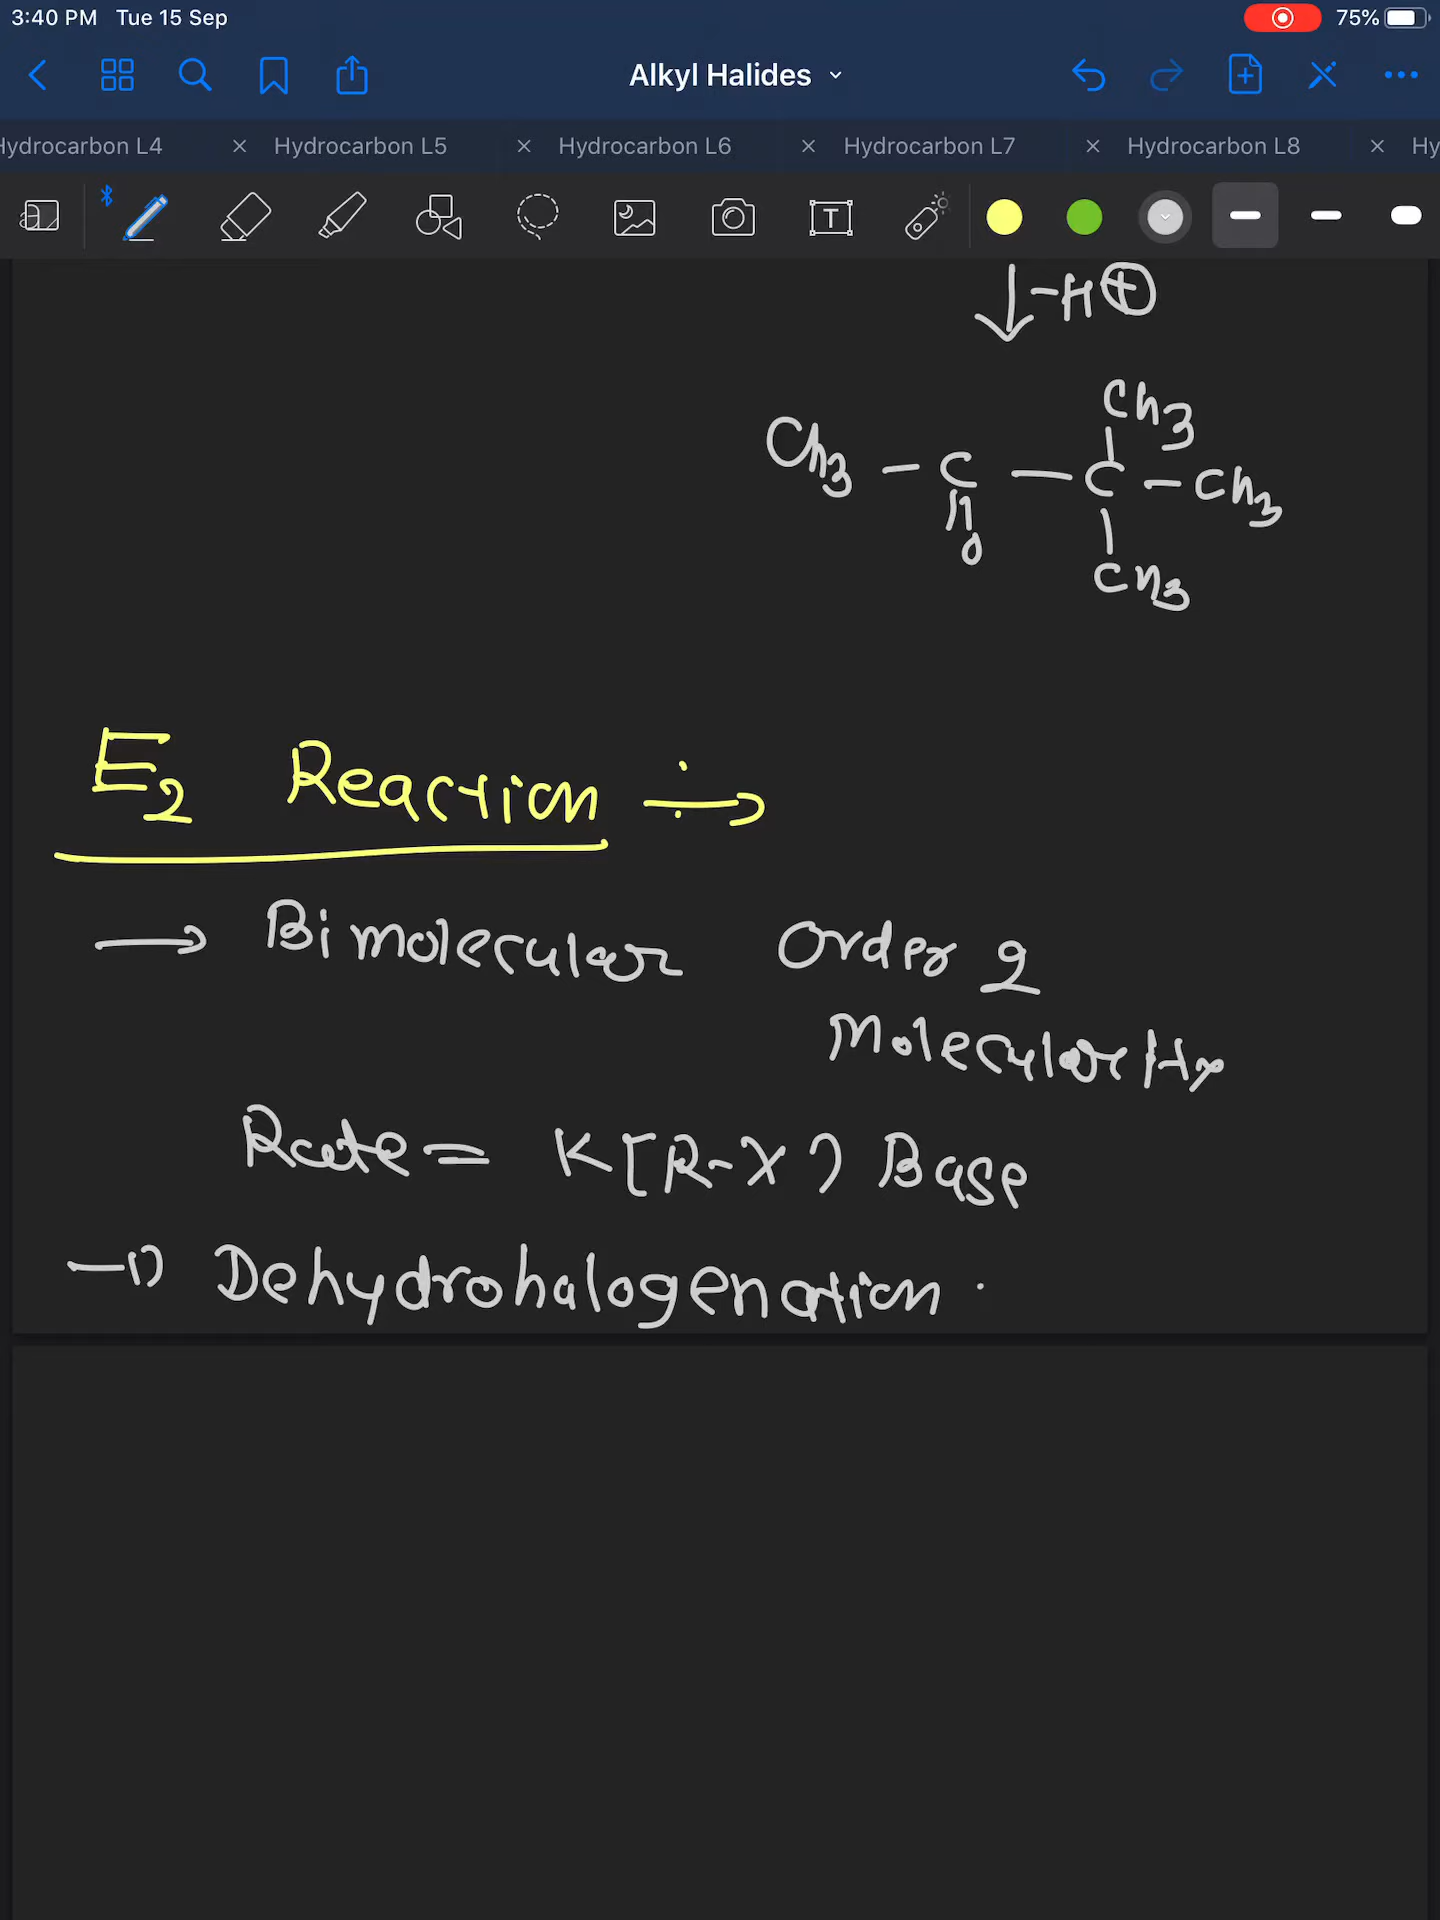 3:40 PM Tue 15 Sep 75%
Alkyl Halides
Hydrocarbon L4 × Hydrocarbon L5 × Hydrocarbon L6 × Hydrocarbon L7 × Hydrocarbon L8 × Hy
a T
↓ -H⊕
CH3
CH3 - C - C - CH3
|| |
O CH3
E2 Reaction ÷→
→ Bimolecular Order 2
Molecularity
Rate = K[R-X) Base
→ Dehydrohalogenation .